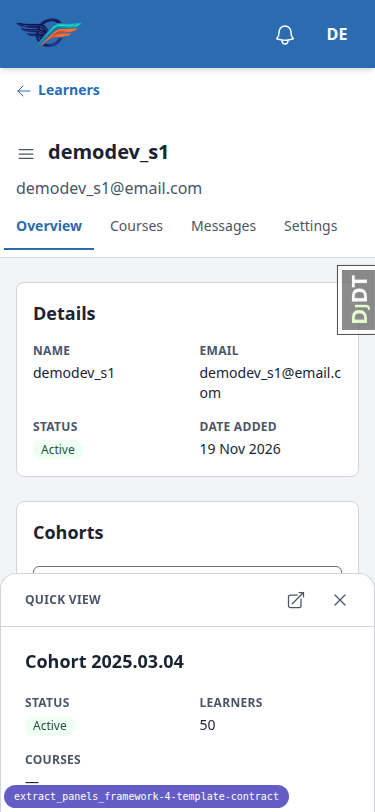 DE
← Learners
demodev_s1
demodev_s1@email.com
Overview Courses Messages Settings
DjDT
Details
NAME EMAIL
demodev_s1 demodev_s1@email.c
om
STATUS DATE ADDED
Active 19 Nov 2026
Cohorts
QUICK VIEW
Cohort 2025.03.04
STATUS LEARNERS
Active 50
COURSES
—
extract_panels_framework-4-template-contract